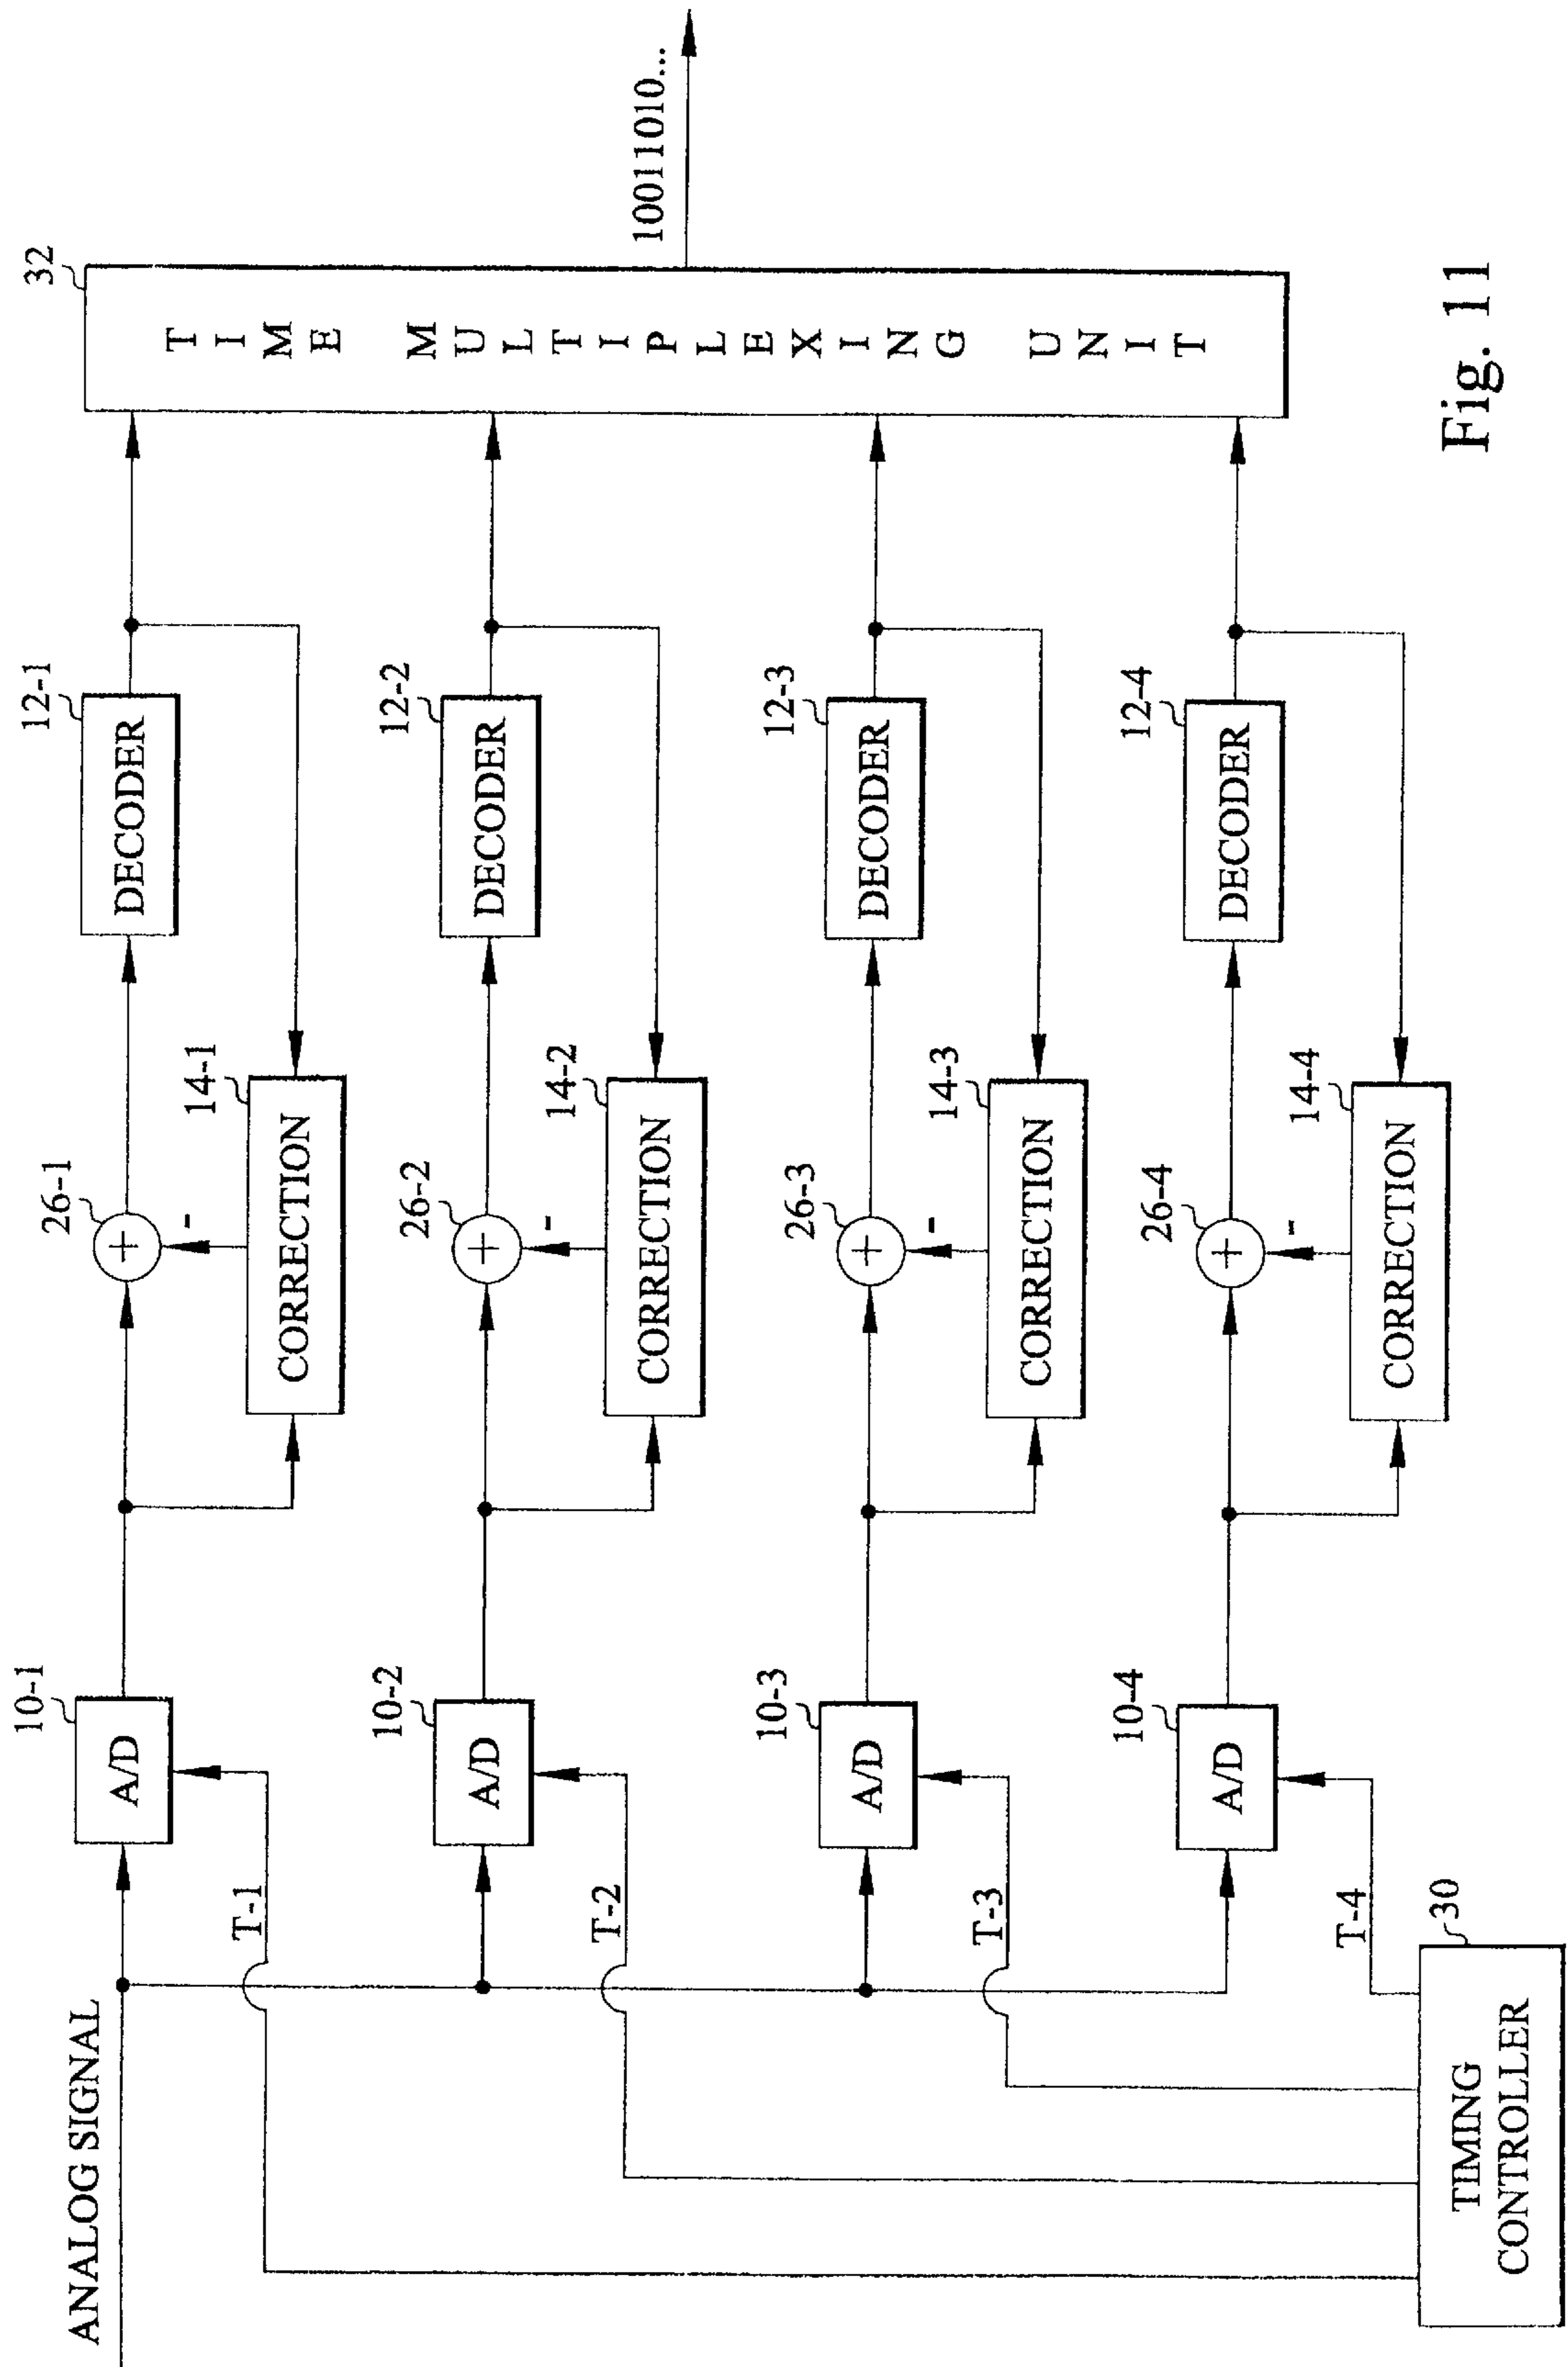 ANALOG SIGNAL
T-1
10-1
A/D
26-1
+
-
14-1
CORRECTION
12-1
DECODER
T-2
10-2
A/D
26-2
+
-
14-2
CORRECTION
12-2
DECODER
T-3
10-3
A/D
26-3
+
-
14-3
CORRECTION
12-3
DECODER
T-4
10-4
A/D
26-4
+
-
14-4
CORRECTION
12-4
DECODER
30
TIMING
CONTROLLER
32
TIME MULTIPLEXING UNIT
10011010...
Fig. 11